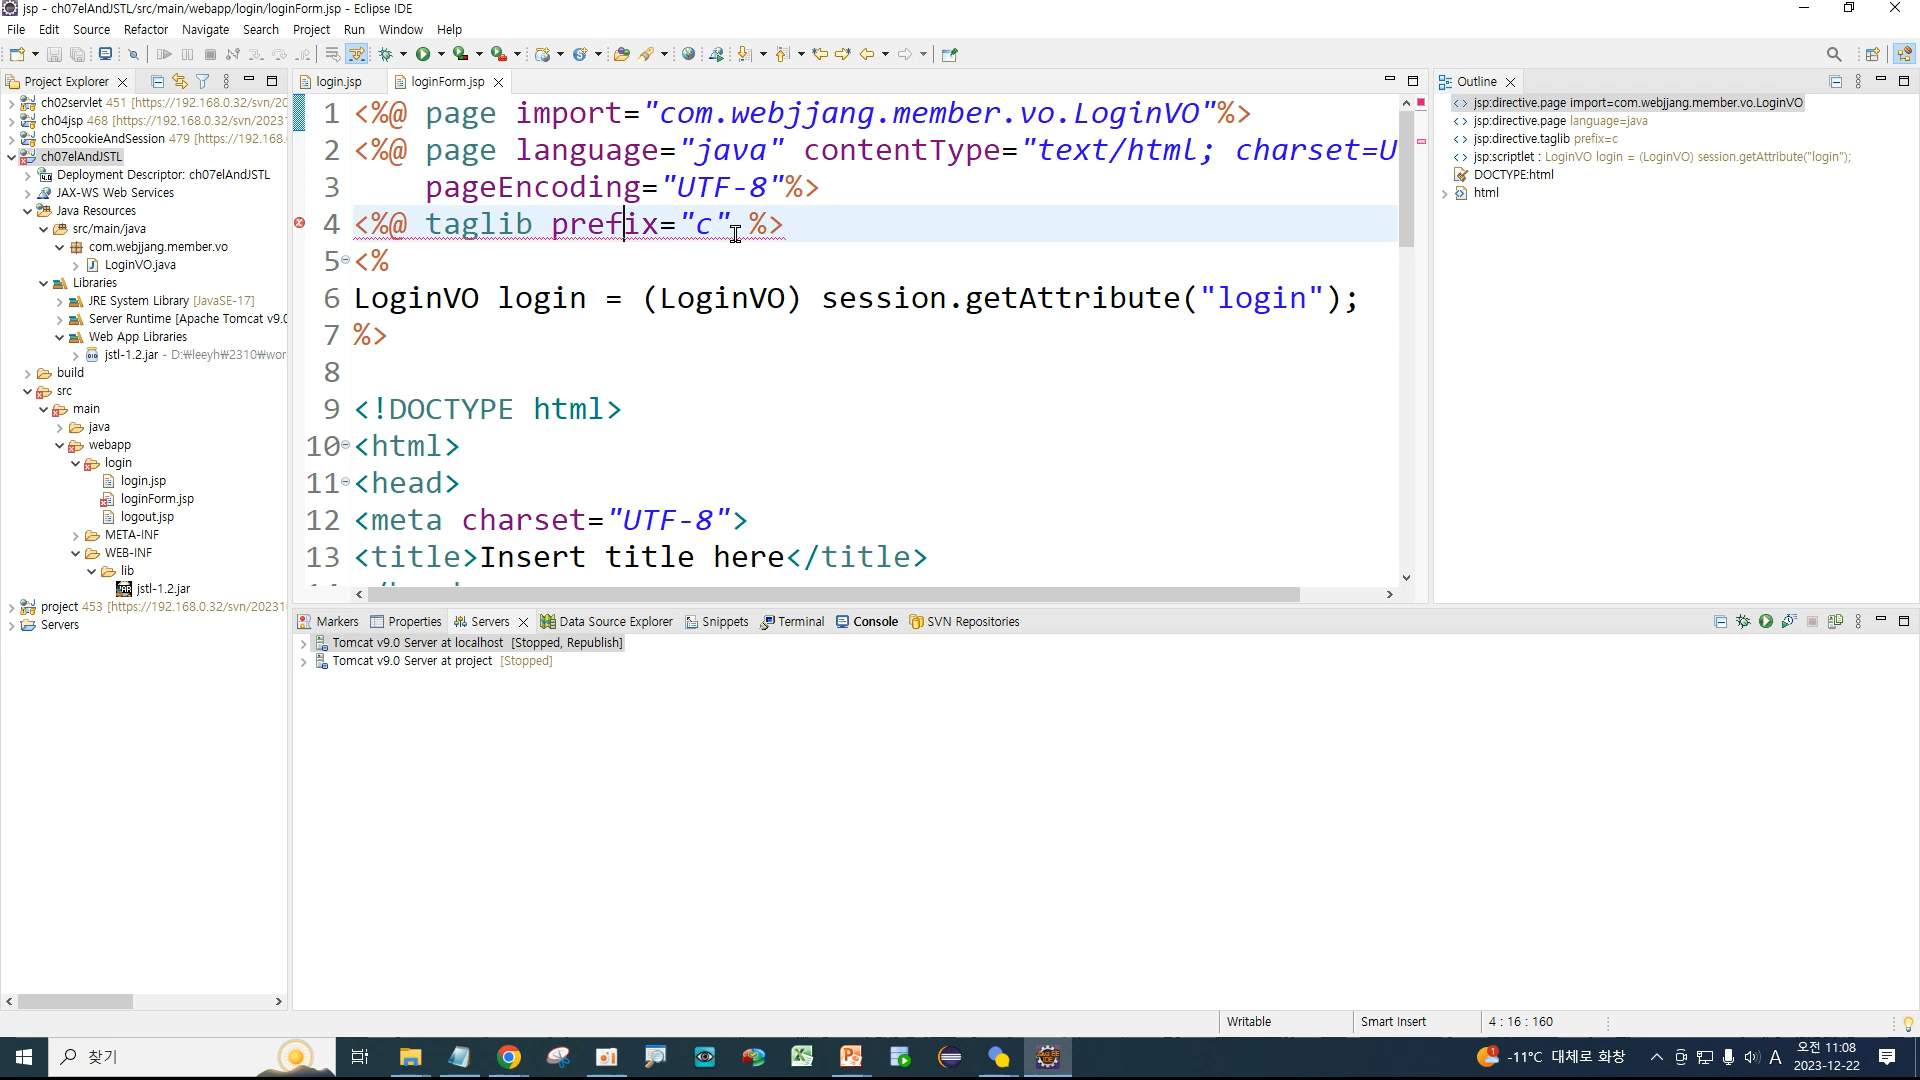 jsp - ch07elAndJSTL/src/main/webapp/login/loginForm.jsp - Eclipse IDE
File Edit Source Refactor Navigate Search Project Run Window Help
Project Explorer
ch02servlet 451 [https://192.168.0.32/svn/20
ch04jsp 468 [https://192.168.0.32/svn/2023
ch05cookieAndSession 479 [https://192.168.
ch07elAndJSTL
Deployment Descriptor: ch07elAndJSTL
JAX-WS Web Services
Java Resources
src/main/java
com.webjjang.member.vo
LoginVO.java
Libraries
JRE System Library [JavaSE-17]
Server Runtime [Apache Tomcat v9.0
Web App Libraries
jstl-1.2.jar - D:₩leeyh₩2310₩wor
build
src
main
java
webapp
login
login.jsp
loginForm.jsp
logout.jsp
META-INF
WEB-INF
lib
jstl-1.2.jar
project 453 [https://192.168.0.32/svn/20231
Servers
login.jsp loginForm.jsp
1 <%@ page import="com.webjjang.member.vo.LoginVO"%>
2 <%@ page language="java" contentType="text/html; charset=U
3 pageEncoding="UTF-8"%>
4 <%@ taglib prefix="c" %>
5 <%
6 LoginVO login = (LoginVO) session.getAttribute("login");
7 %>
8
9 <!DOCTYPE html>
10 <html>
11 <head>
12 <meta charset="UTF-8">
13 <title>Insert title here</title>
Outline
jsp:directive.page import=com.webjjang.member.vo.LoginVO
jsp:directive.page language=java
jsp:directive.taglib prefix=c
jsp:scriptlet : LoginVO login = (LoginVO) session.getAttribute("login");
DOCTYPE:html
html
Markers Properties Servers Data Source Explorer Snippets Terminal Console SVN Repositories
Tomcat v9.0 Server at localhost [Stopped, Republish]
Tomcat v9.0 Server at project [Stopped]
Writable Smart Insert 4 : 16 : 160
찾기
-11°C 대체로 화창
A
오전 11:08
2023-12-22